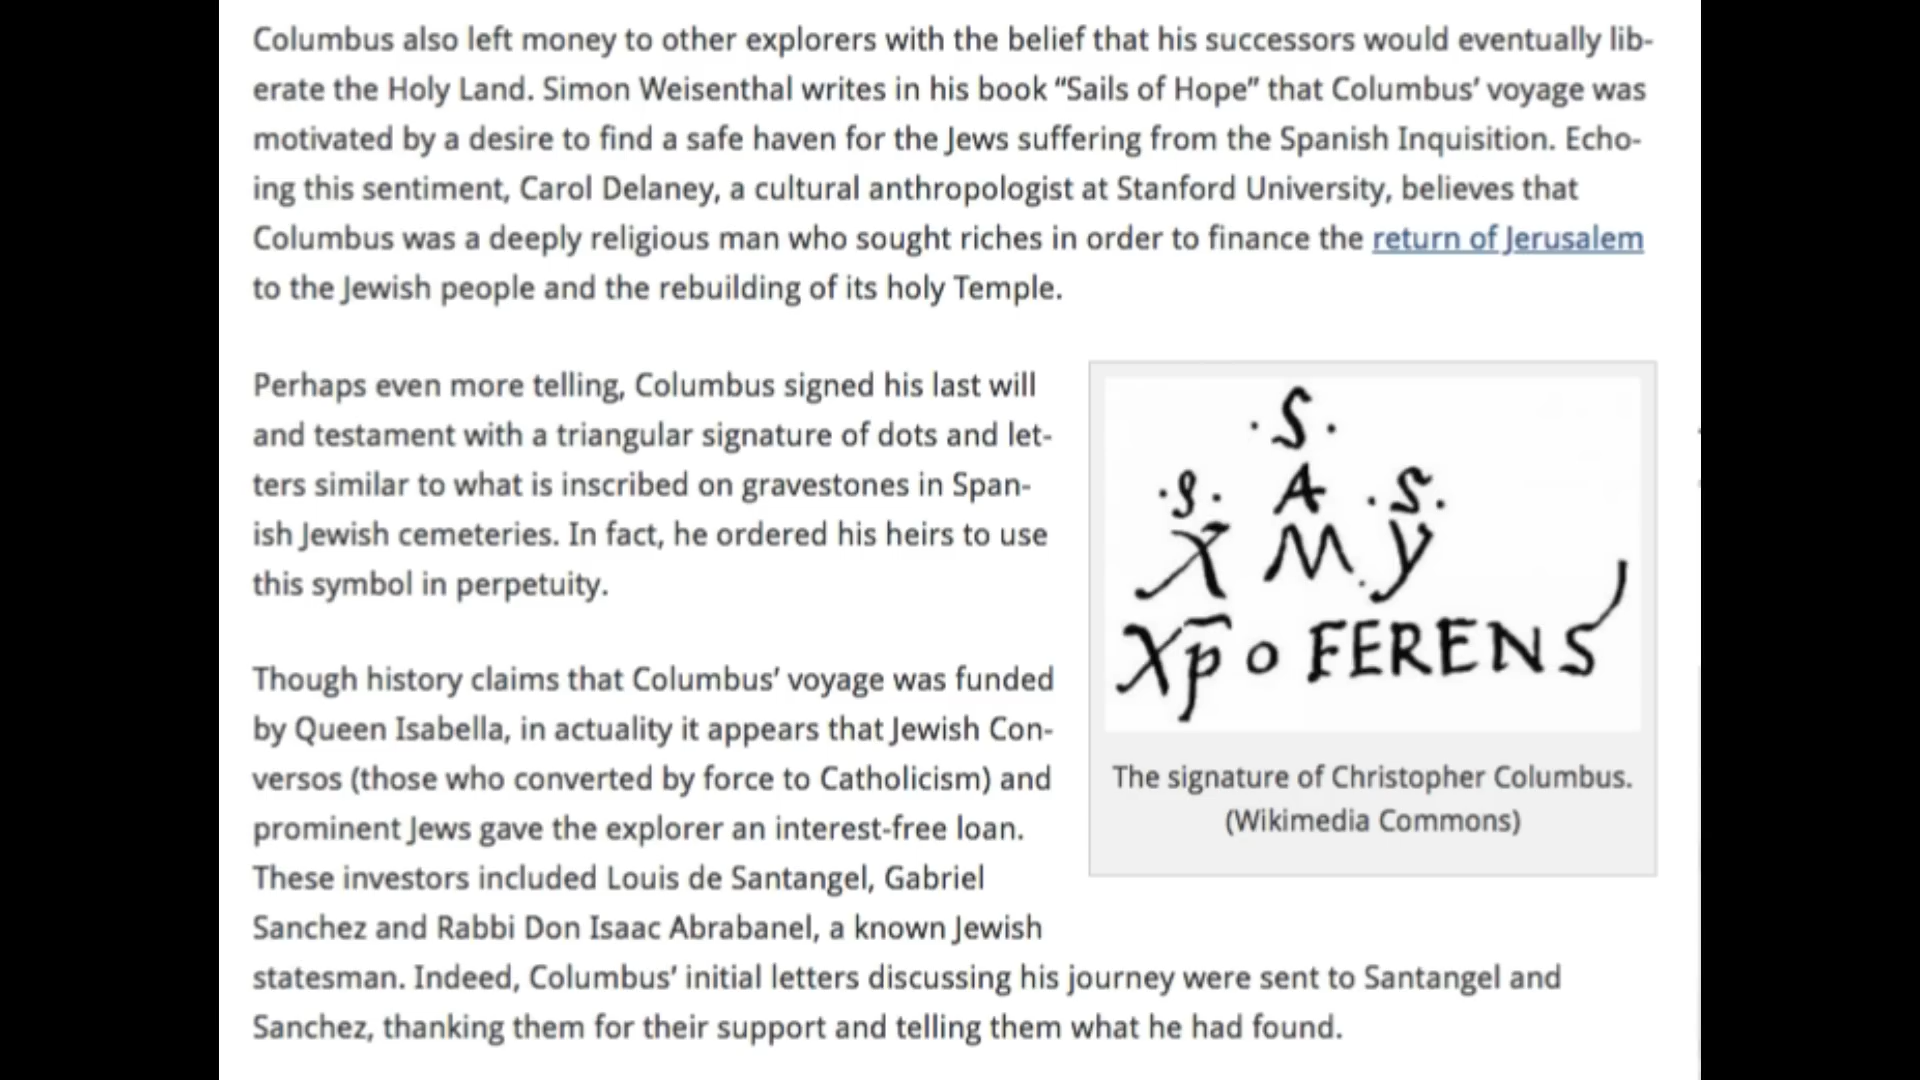 Columbus also left money to other explorers with the belief that his successors would eventually lib-
erate the Holy Land. Simon Weisenthal writes in his book “Sails of Hope” that Columbus’ voyage was
motivated by a desire to find a safe haven for the Jews suffering from the Spanish Inquisition. Echo-
ing this sentiment, Carol Delaney, a cultural anthropologist at Stanford University, believes that
Columbus was a deeply religious man who sought riches in order to finance the return of Jerusalem
to the Jewish people and the rebuilding of its holy Temple.
Perhaps even more telling, Columbus signed his last will
and testament with a triangular signature of dots and let-
ters similar to what is inscribed on gravestones in Span-
ish Jewish cemeteries. In fact, he ordered his heirs to use
this symbol in perpetuity.
Though history claims that Columbus’ voyage was funded
by Queen Isabella, in actuality it appears that Jewish Con-
versos (those who converted by force to Catholicism) and
prominent Jews gave the explorer an interest-free loan.
These investors included Louis de Santangel, Gabriel
Sanchez and Rabbi Don Isaac Abrabanel, a known Jewish
statesman. Indeed, Columbus’ initial letters discussing his journey were sent to Santangel and
Sanchez, thanking them for their support and telling them what he had found.
.S.
.S. A .S.
X M y
Xp̄o FERENS
The signature of Christopher Columbus.
(Wikimedia Commons)